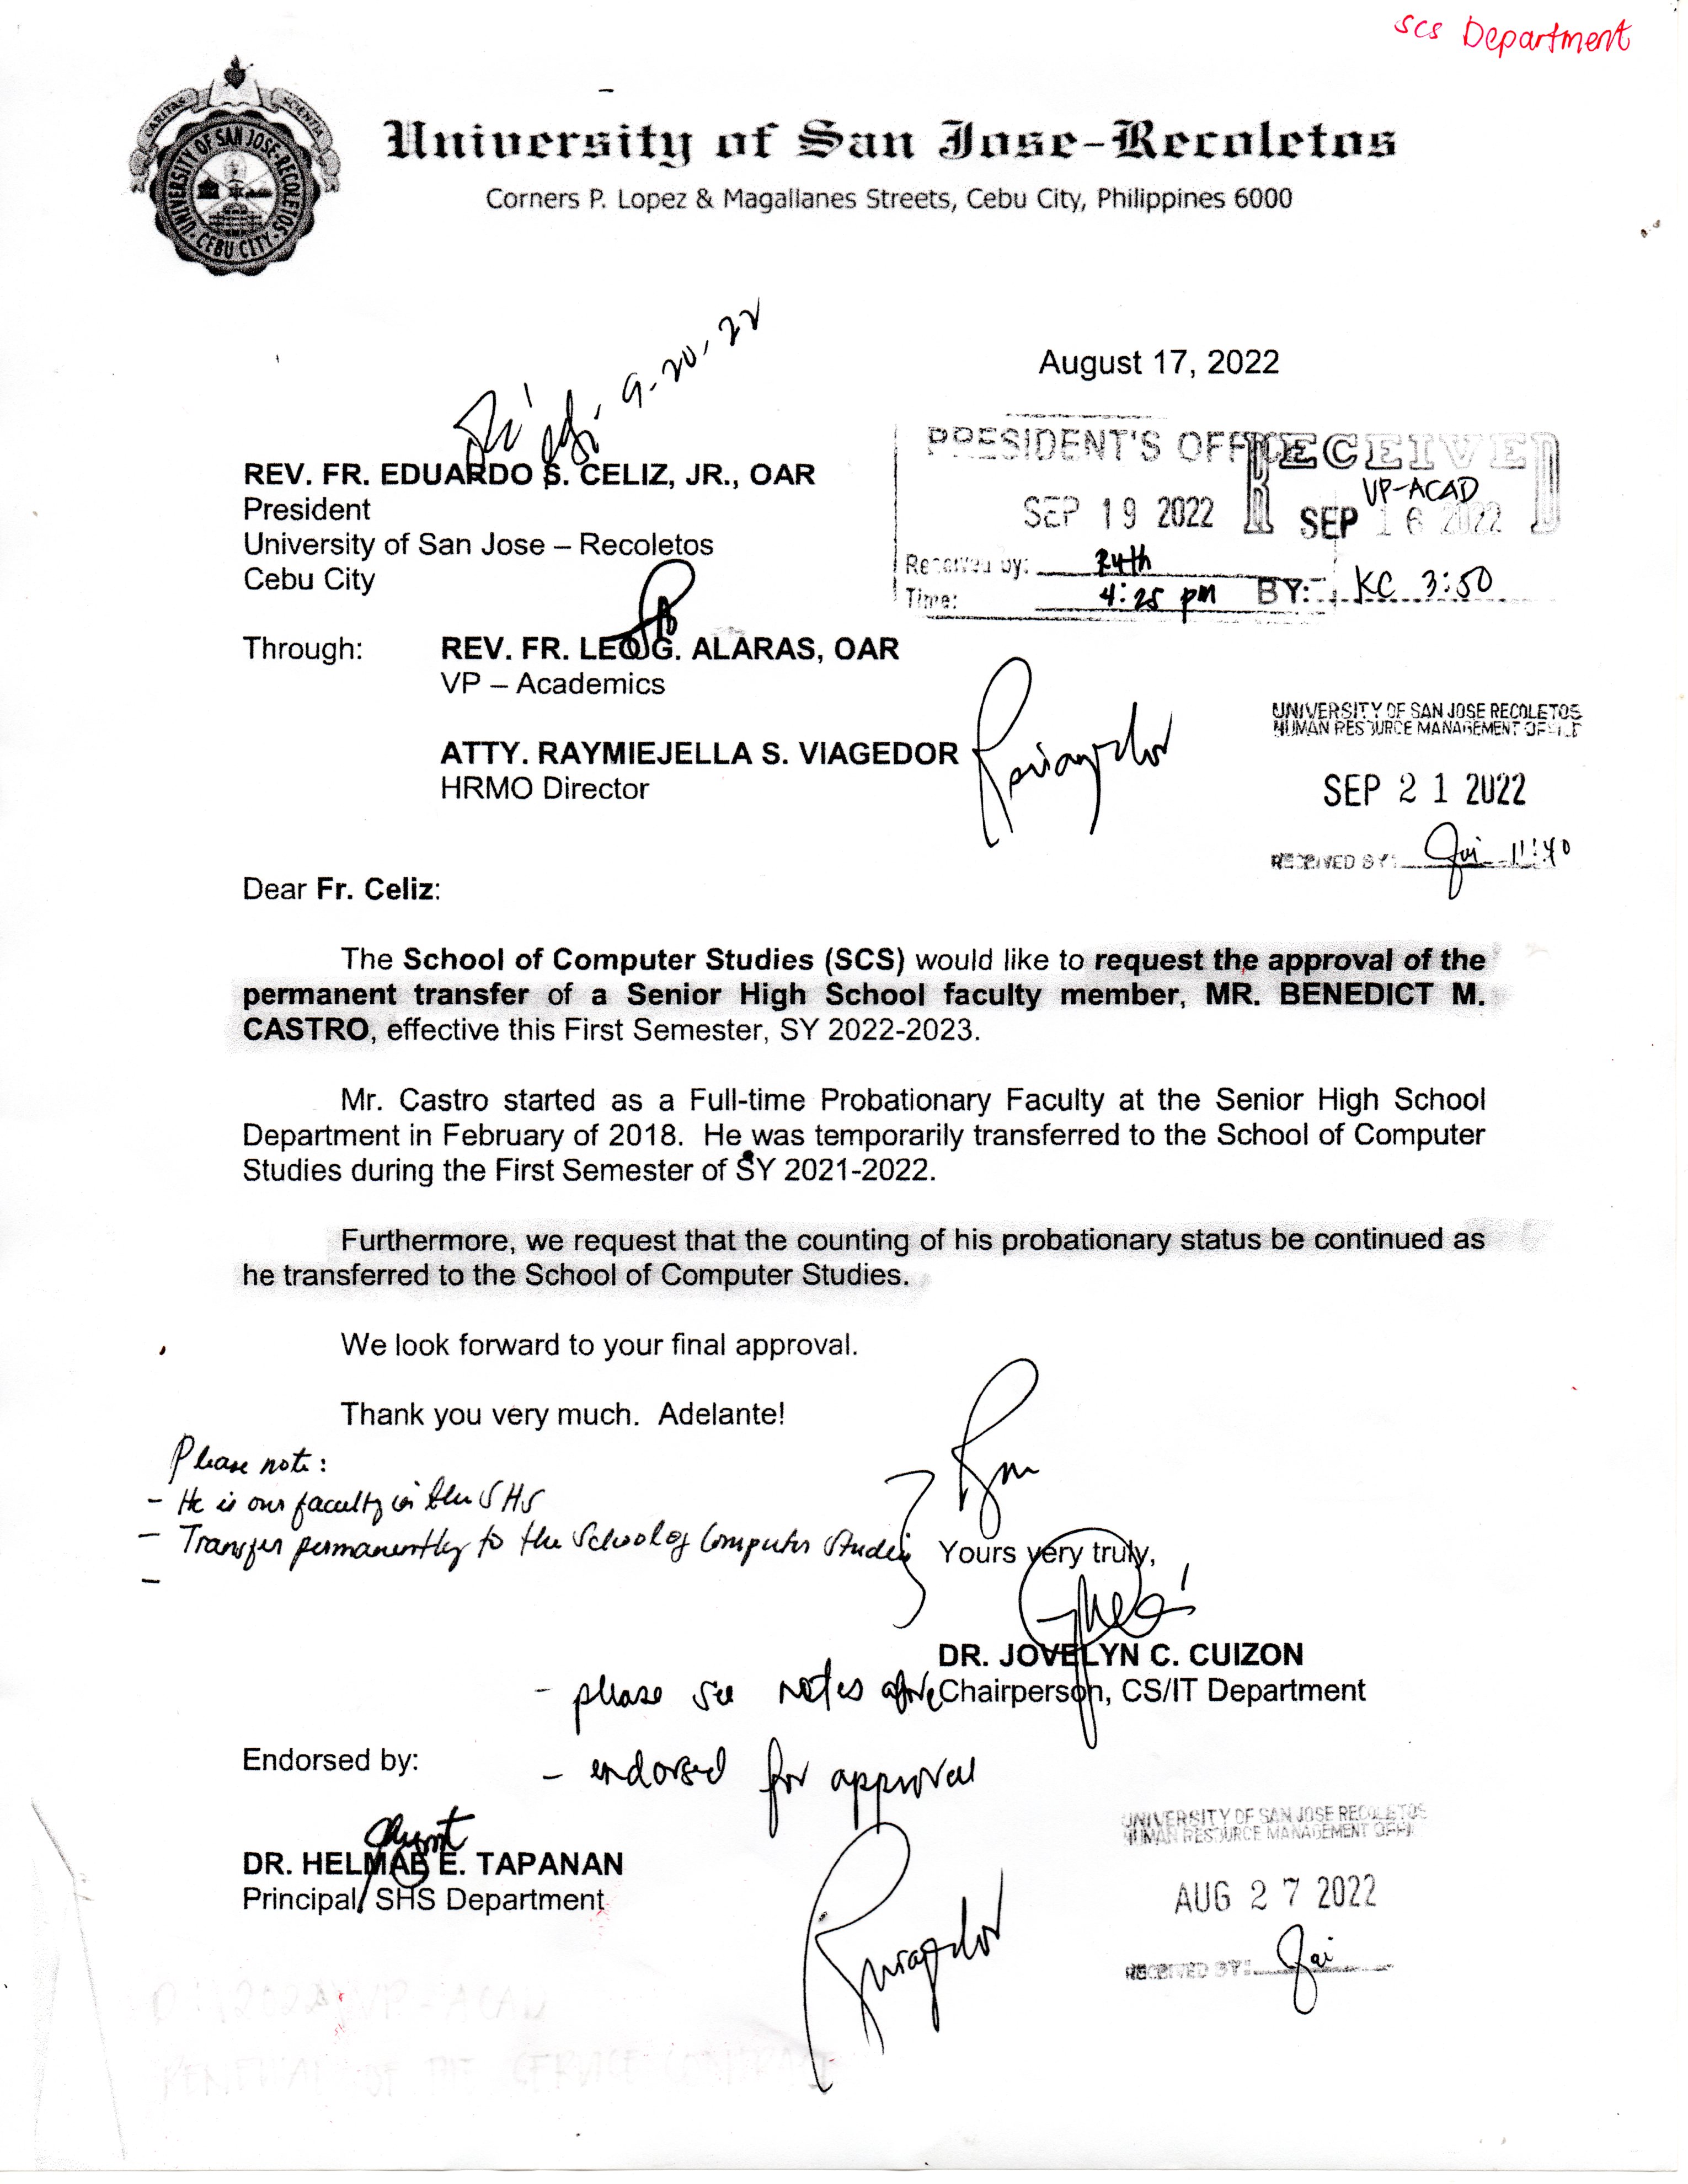 scs Department
CARITAS SCIENTIA
UNIVERSITY OF SAN JOSE-RECOLETOS
CEBU CITY
University of San Jose-Recoletos
Corners P. Lopez & Magallanes Streets, Cebu City, Philippines 6000
9-20-22
August 17, 2022
PRESIDENT'S OFFICE
RECEIVED
VP-ACAD
SEP 19 2022
SEP 16 2022
REV. FR. EDUARDO S. CELIZ, JR., OAR
President
University of San Jose – Recoletos
Cebu City
Received by:
Time: 4:25 pm
BY: KC 3:50
Through: REV. FR. LEO G. ALARAS, OAR
VP – Academics
ATTY. RAYMIEJELLA S. VIAGEDOR
HRMO Director
UNIVERSITY OF SAN JOSE RECOLETOS
HUMAN RESOURCE MANAGEMENT OFFICE
SEP 21 2022
RECEIVED BY: Jai 11:40
Dear Fr. Celiz:
The School of Computer Studies (SCS) would like to request the approval of the
permanent transfer of a Senior High School faculty member, MR. BENEDICT M.
CASTRO, effective this First Semester, SY 2022-2023.
Mr. Castro started as a Full-time Probationary Faculty at the Senior High School
Department in February of 2018. He was temporarily transferred to the School of Computer
Studies during the First Semester of SY 2021-2022.
Furthermore, we request that the counting of his probationary status be continued as
he transferred to the School of Computer Studies.
We look forward to your final approval.
Thank you very much. Adelante!
Please note:
- He is our faculty in the SHS
- Transfer permanently to the School of Computer Studies
-
Yours very truly,
DR. JOVELYN C. CUIZON
Chairperson, CS/IT Department
- please see notes above
- endorsed for approval
Endorsed by:
DR. HELMAE E. TAPANAN
Principal, SHS Department
UNIVERSITY OF SAN JOSE RECOLETOS
HUMAN RESOURCE MANAGEMENT OFFI
AUG 27 2022
RECEIVED BY: Jai